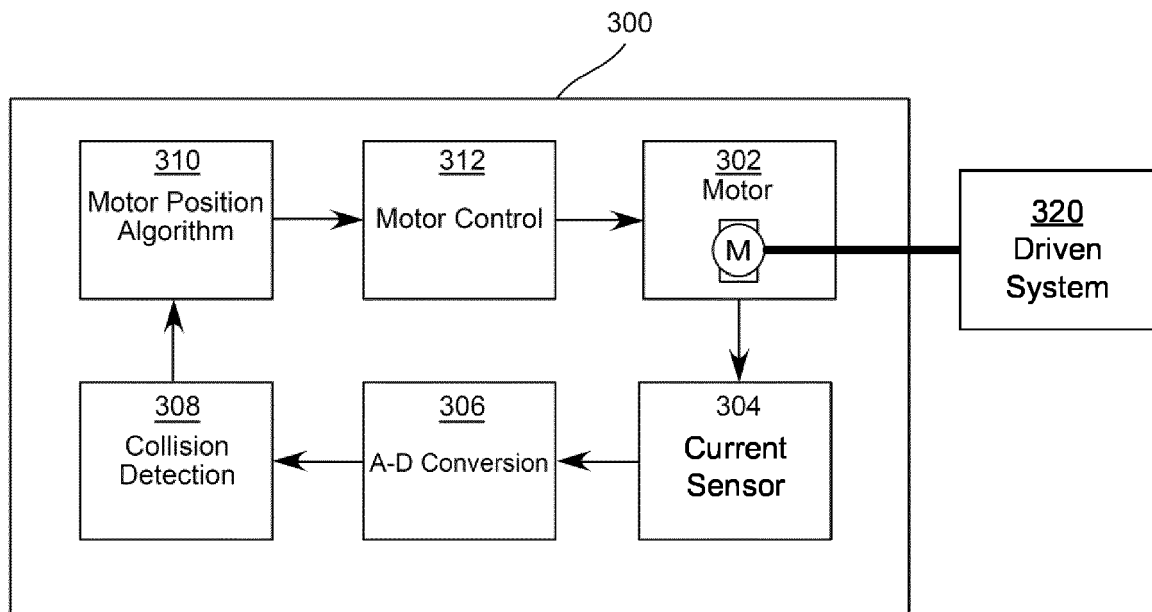 300
310
Motor Position
Algorithm
312
Motor Control
302
Motor
M
320
Driven
System
308
Collision
Detection
306
A-D Conversion
304
Current
Sensor